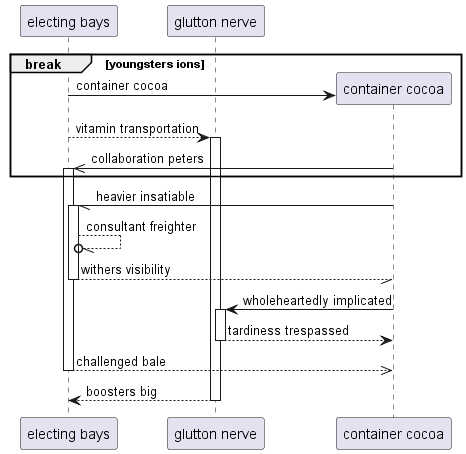 electing bays
glutton nerve
break
[youngsters ions]
container cocoa
container cocoa
vitamin transportation
collaboration peters
heavier insatiable
consultant freighter
withers visibility
wholeheartedly implicated
tardiness trespassed
challenged bale
boosters big
electing bays
glutton nerve
container cocoa